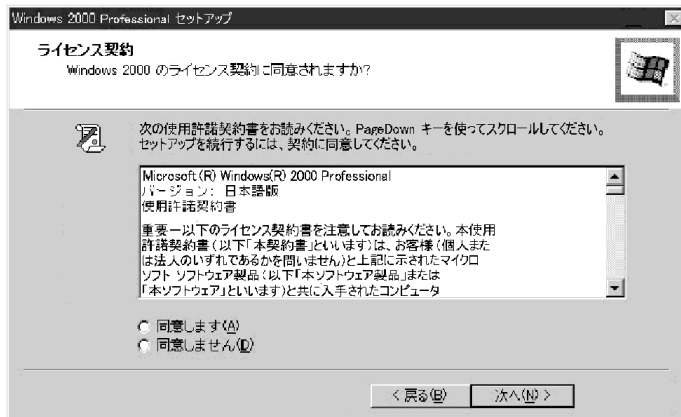 Windows 2000 Professional セットアップ
ライセンス契約
Windows 2000 のライセンス契約に同意されますか?
次の使用許諾契約書をお読みください。PageDown キーを使ってスクロールしてください。
セットアップを続行するには、契約に同意してください。
Microsoft(R) Windows(R) 2000 Professional
バージョン: 日本語版
使用許諾契約書
重要－以下のライセンス契約書を注意してお読みください。本使用
許諾契約書(以下｢本契約書｣といいます)は、お客様(個人また
は法人のいずれであるかを問いません)と上記に示されたマイクロ
ソフト ソフトウェア製品(以下｢本ソフトウェア製品｣または
｢本ソフトウェア｣といいます)と共に入手されたコンピュータ
同意します(A)
同意しません(D)
< 戻る(B)
次へ(N) >